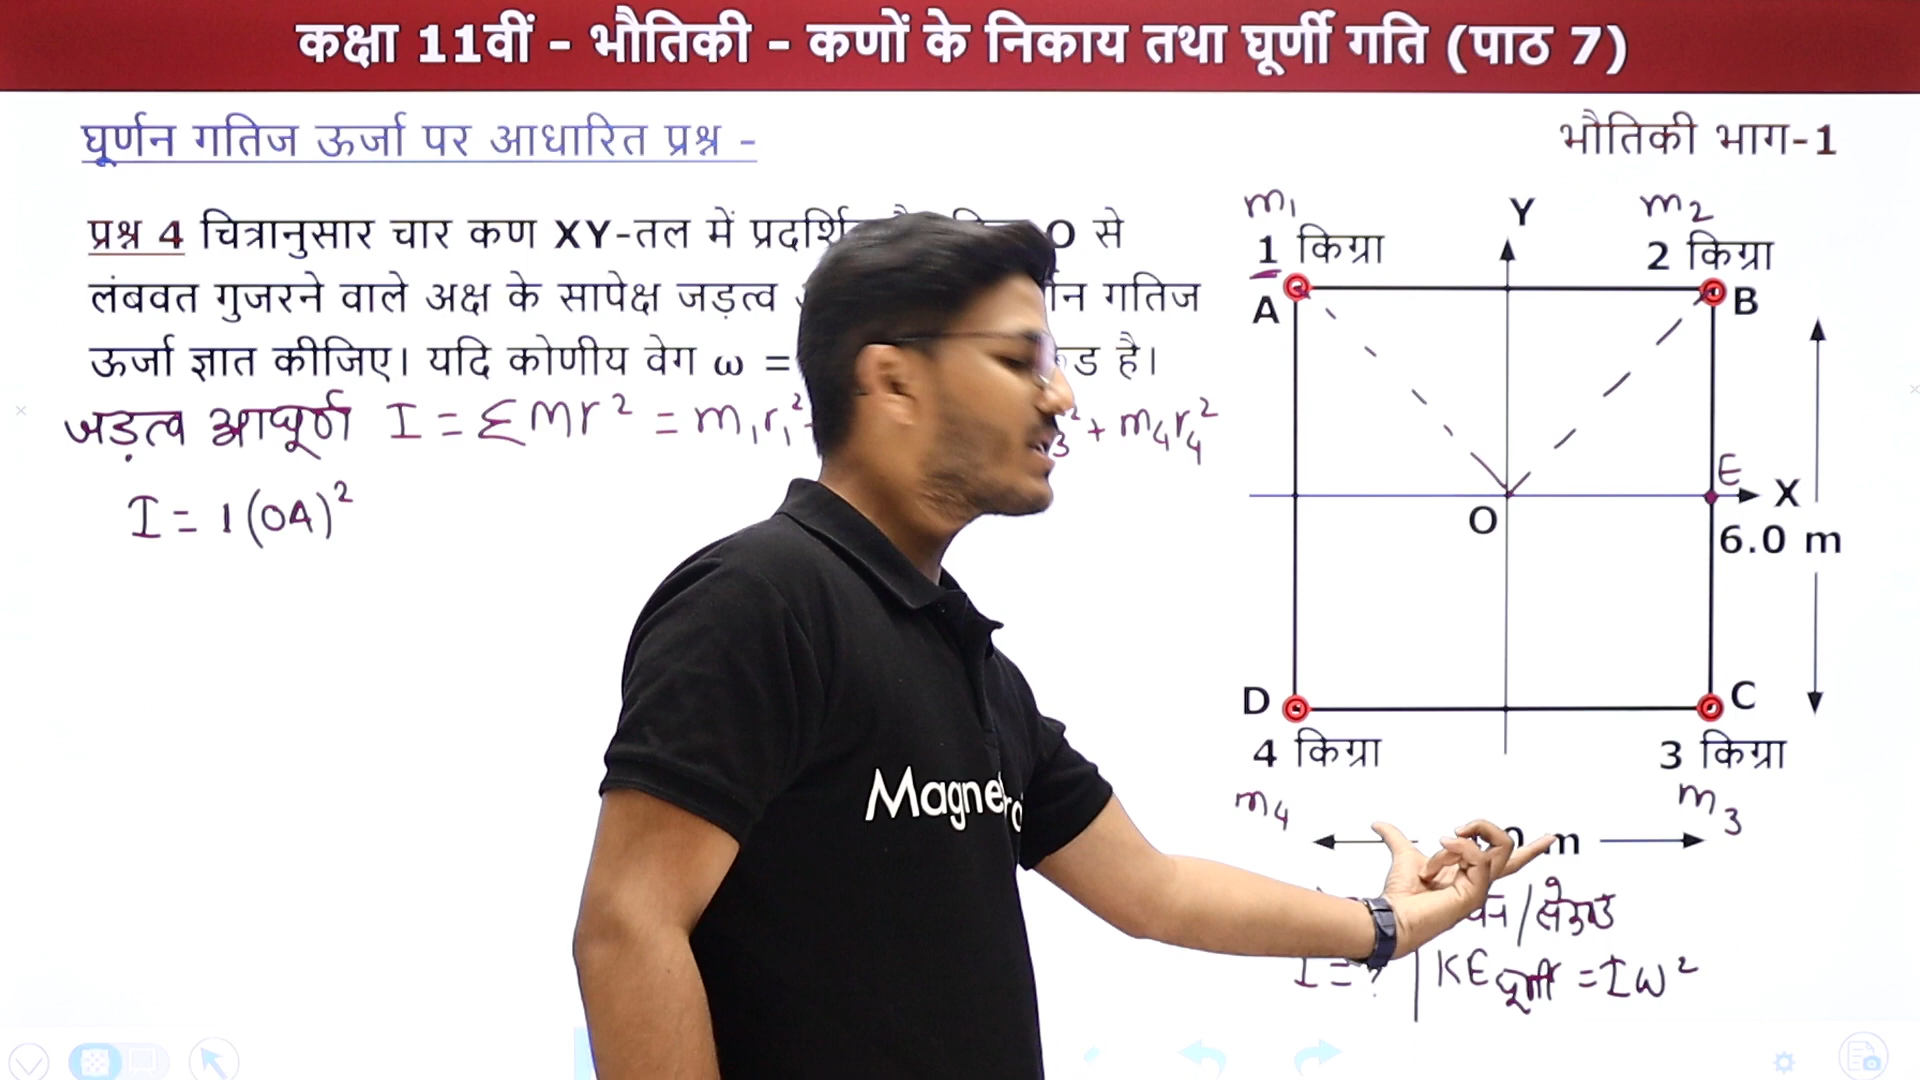 कक्षा 11वीं - भौतिकी - कणों के निकाय तथा घूर्णी गति (पाठ 7)
घूर्णन गतिज ऊर्जा पर आधारित प्रश्न -
भौतिकी भाग-1
प्रश्न 4 चित्रानुसार चार कण XY-तल में O से
लंबवत गुजरने वाले अक्ष के सापेक्ष जड़त्व गतिज
ऊर्जा ज्ञात कीजिए। यदि कोणीय वेग ω = है।
जड़त्व आघूर्ण I = Σmr² = m₁r₁² + m₄r₄²
I = 1(OA)²
m₁
Y
m₂
1 किग्रा
2 किग्रा
A
B
E
X
O
6.0 m
D
C
4 किग्रा
3 किग्रा
m₄
m₃
m
/सेकण्ड
I = ? | KE घूर्णी = Iω²
Magne